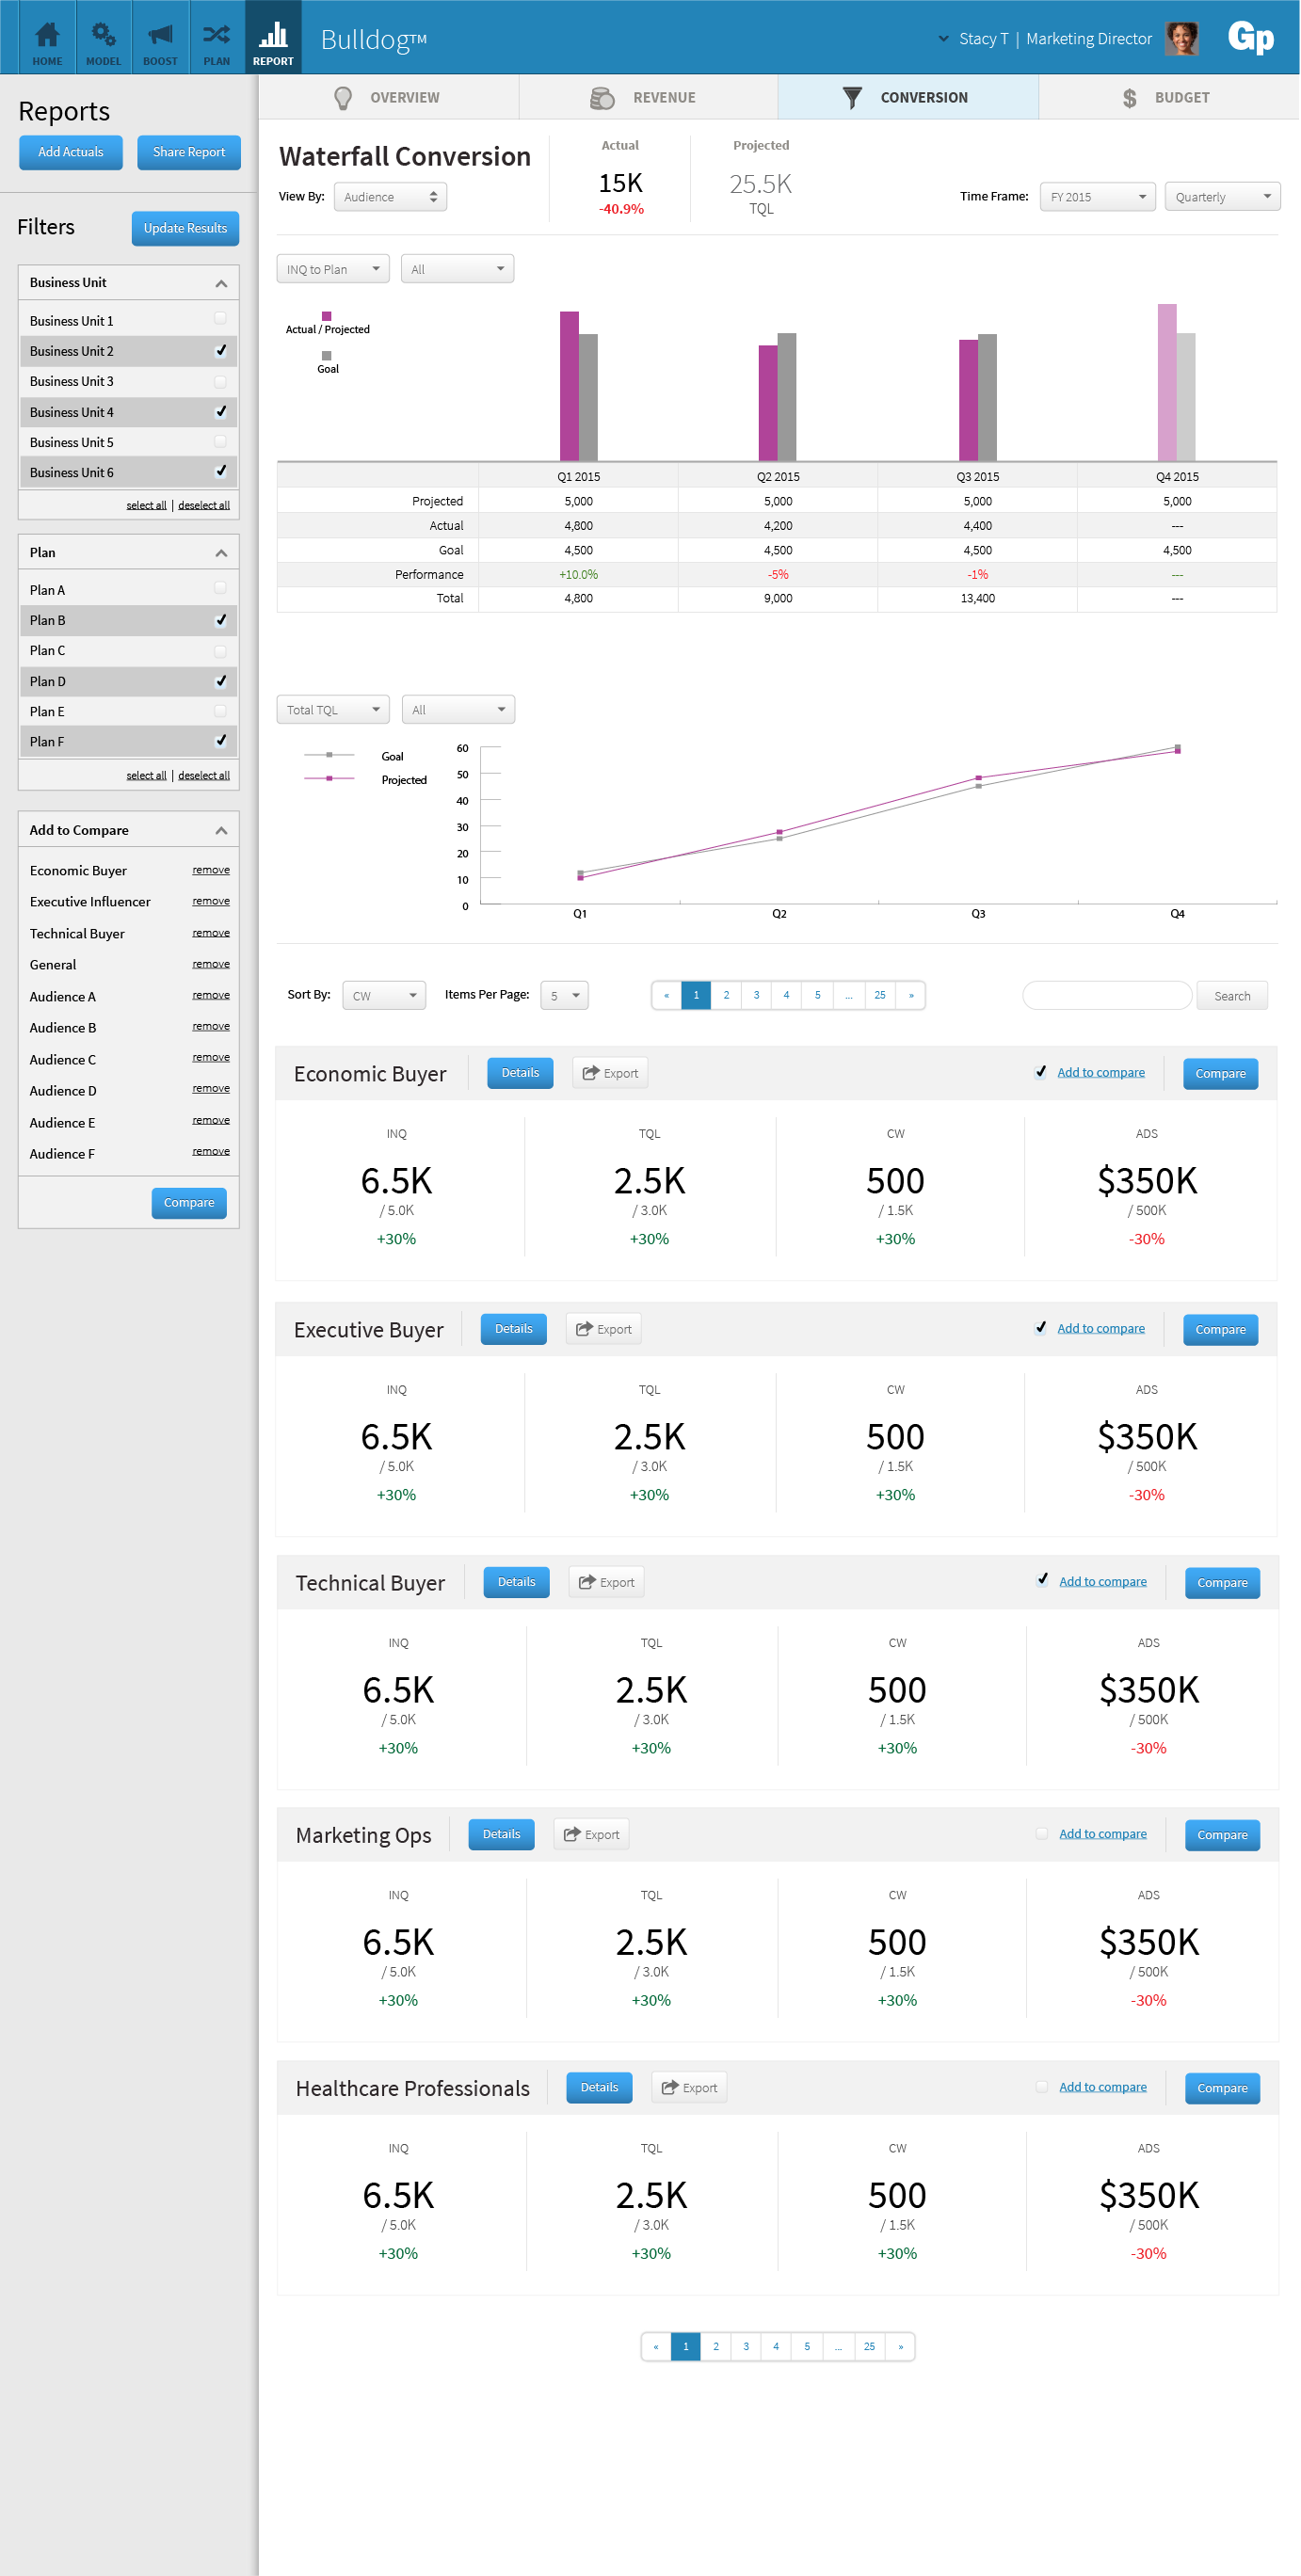 HOME MODEL BOOST PLAN REPORT Bulldog™ Stacy T | Marketing Director Gp
Reports
Add Actuals Share Report
Filters Update Results
Business Unit
Business Unit 1
Business Unit 2
Business Unit 3
Business Unit 4
Business Unit 5
Business Unit 6
select all | deselect all
Plan
Plan A
Plan B
Plan C
Plan D
Plan E
Plan F
select all | deselect all
Add to Compare
Economic Buyer remove
Executive Influencer remove
Technical Buyer remove
General remove
Audience A remove
Audience B remove
Audience C remove
Audience D remove
Audience E remove
Audience F remove
Compare
OVERVIEW REVENUE CONVERSION $ BUDGET
Waterfall Conversion
View By: Audience
Actual
15K
-40.9%
Projected
25.5K
TQL
Time Frame: FY 2015 Quarterly
INQ to Plan All
Actual / Projected
Goal
Q1 2015 Q2 2015 Q3 2015 Q4 2015
Projected 5,000 5,000 5,000 5,000
Actual 4,800 4,200 4,400 ---
Goal 4,500 4,500 4,500 4,500
Performance +10.0% -5% -1% ---
Total 4,800 9,000 13,400 ---
Total TQL All
Goal
Projected
60
50
40
30
20
10
0
Q1 Q2 Q3 Q4
Sort By: CW Items Per Page: 5 « 1 2 3 4 5 ... 25 » Search
Economic Buyer Details Export Add to compare Compare
INQ TQL CW ADS
6.5K 2.5K 500 $350K
/ 5.0K / 3.0K / 1.5K / 500K
+30% +30% +30% -30%
Executive Buyer Details Export Add to compare Compare
INQ TQL CW ADS
6.5K 2.5K 500 $350K
/ 5.0K / 3.0K / 1.5K / 500K
+30% +30% +30% -30%
Technical Buyer Details Export Add to compare Compare
INQ TQL CW ADS
6.5K 2.5K 500 $350K
/ 5.0K / 3.0K / 1.5K / 500K
+30% +30% +30% -30%
Marketing Ops Details Export Add to compare Compare
INQ TQL CW ADS
6.5K 2.5K 500 $350K
/ 5.0K / 3.0K / 1.5K / 500K
+30% +30% +30% -30%
Healthcare Professionals Details Export Add to compare Compare
INQ TQL CW ADS
6.5K 2.5K 500 $350K
/ 5.0K / 3.0K / 1.5K / 500K
+30% +30% +30% -30%
« 1 2 3 4 5 ... 25 »